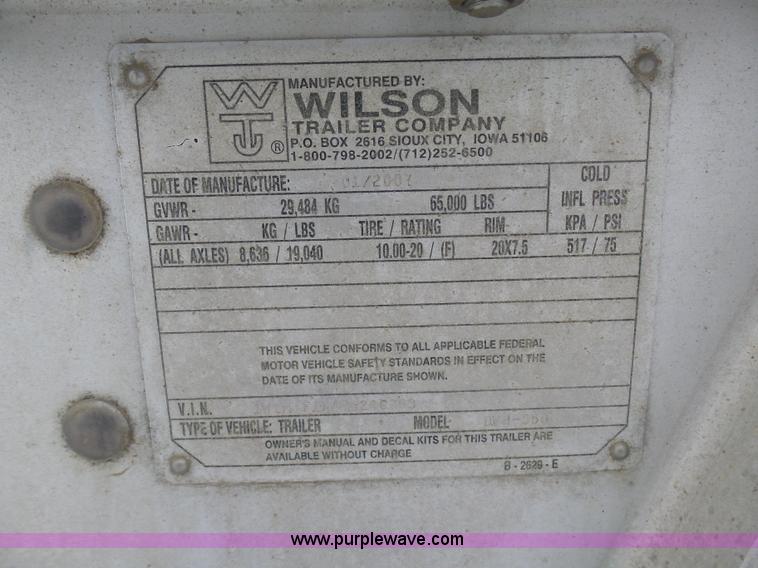 MANUFACTURED BY:
WILSON
TRAILER COMPANY
P.O. BOX 2616 SIOUX CITY, IOWA 51106
1-800-798-2002/(712)252-6500
WT ®
DATE OF MANUFACTURE: 01/2007
COLD
INFL PRESS
GVWR - 29,484 KG 65,000 LBS
GAWR - KG / LBS TIRE / RATING RIM KPA / PSI
(ALL AXLES) 8,636 / 19,040 10.00-20 / (F) 20X7.5 517 / 75
THIS VEHICLE CONFORMS TO ALL APPLICABLE FEDERAL
MOTOR VEHICLE SAFETY STANDARDS IN EFFECT ON THE
DATE OF ITS MANUFACTURE SHOWN.
V.I.N.
TYPE OF VEHICLE: TRAILER MODEL
OWNER'S MANUAL AND DECAL KITS FOR THIS TRAILER ARE
AVAILABLE WITHOUT CHARGE
B - 2629 - E
www.purplewave.com